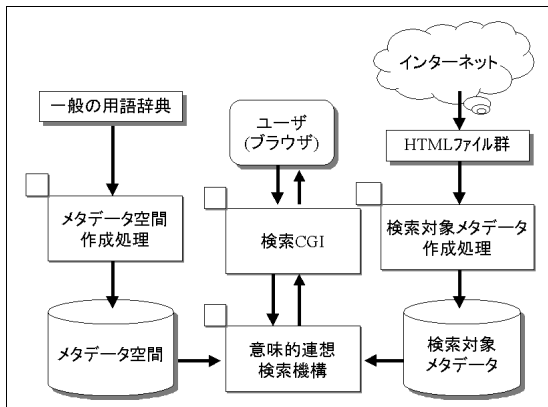 インターネット
一般の用語辞典
ユーザ
(ブラウザ)
HTMLファイル群
メタデータ空間
作成処理
検索CGI
検索対象メタデータ
作成処理
メタデータ空間
意味的連想
検索機構
検索対象
メタデータ